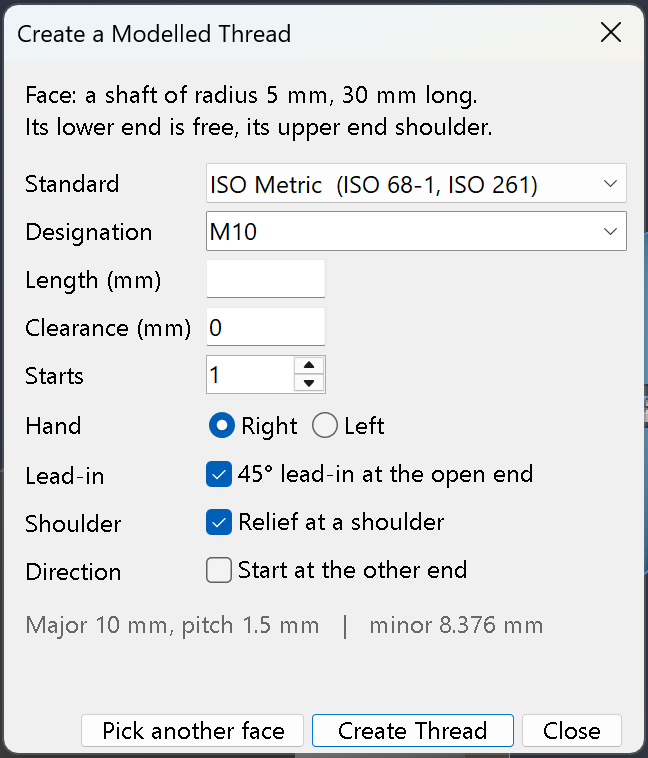 Create a Modelled Thread
Face: a shaft of radius 5 mm, 30 mm long.
Its lower end is free, its upper end shoulder.
Standard ISO Metric (ISO 68-1, ISO 261)
Designation M10
Length (mm)
Clearance (mm) 0
Starts 1
Hand Right Left
Lead-in 45° lead-in at the open end
Shoulder Relief at a shoulder
Direction Start at the other end
Major 10 mm, pitch 1.5 mm | minor 8.376 mm
Pick another face Create Thread Close